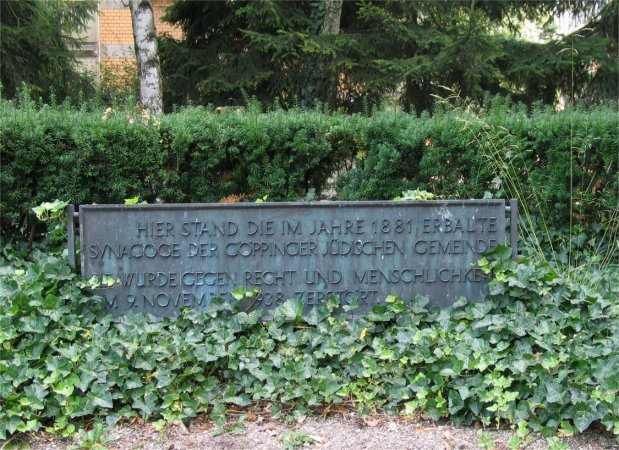 HIER STAND DIE IM JAHRE 1881 ERBAUTE
SYNAGOGE DER GÖPPINGER JÜDISCHEN GEMEINDE
WURDE GEGEN RECHT UND MENSCHLICHKEIT
9. NOVEMBER 1938 ZERSTÖRT